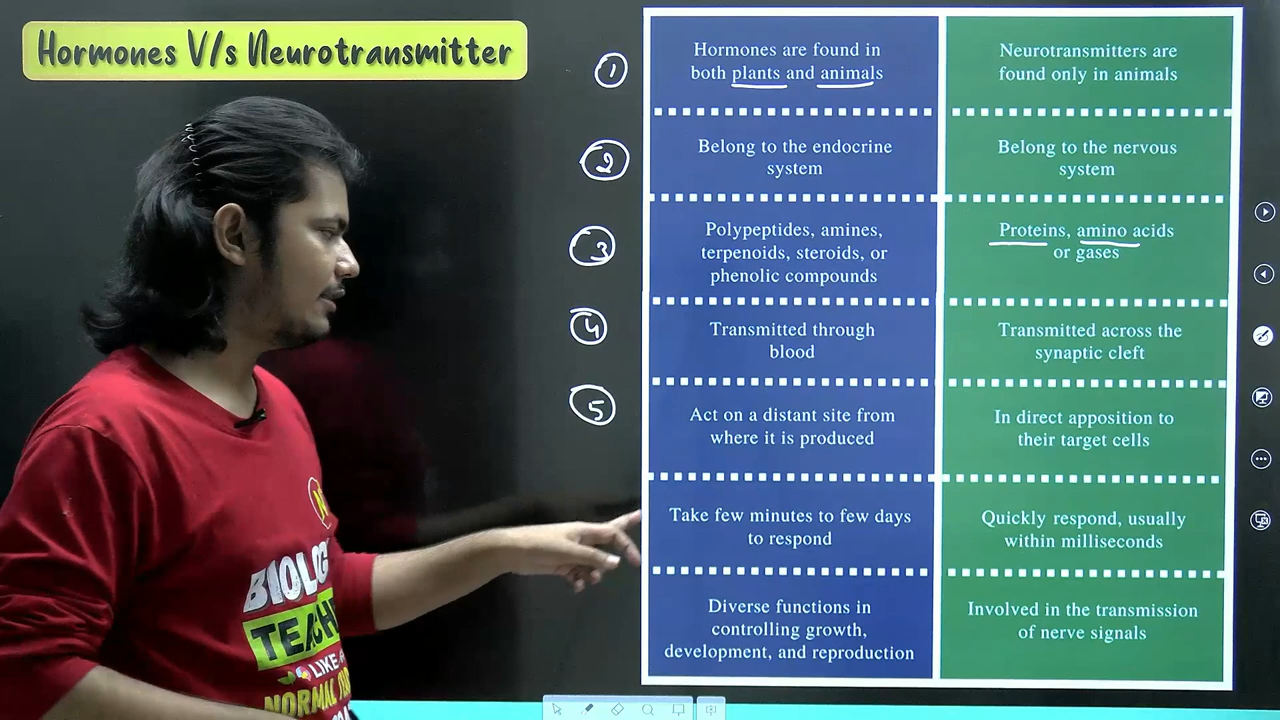 Hormones V/s Neurotransmitter
1
Hormones are found in
both plants and animals
Neurotransmitters are
found only in animals
2
Belong to the endocrine
system
Belong to the nervous
system
3
Polypeptides, amines,
terpenoids, steroids, or
phenolic compounds
Proteins, amino acids
or gases
4
Transmitted through
blood
Transmitted across the
synaptic cleft
5
Act on a distant site from
where it is produced
In direct apposition to
their target cells
Take few minutes to few days
to respond
Quickly respond, usually
within milliseconds
Diverse functions in
controlling growth,
development, and reproduction
Involved in the transmission
of nerve signals
LIKE
NORMAL